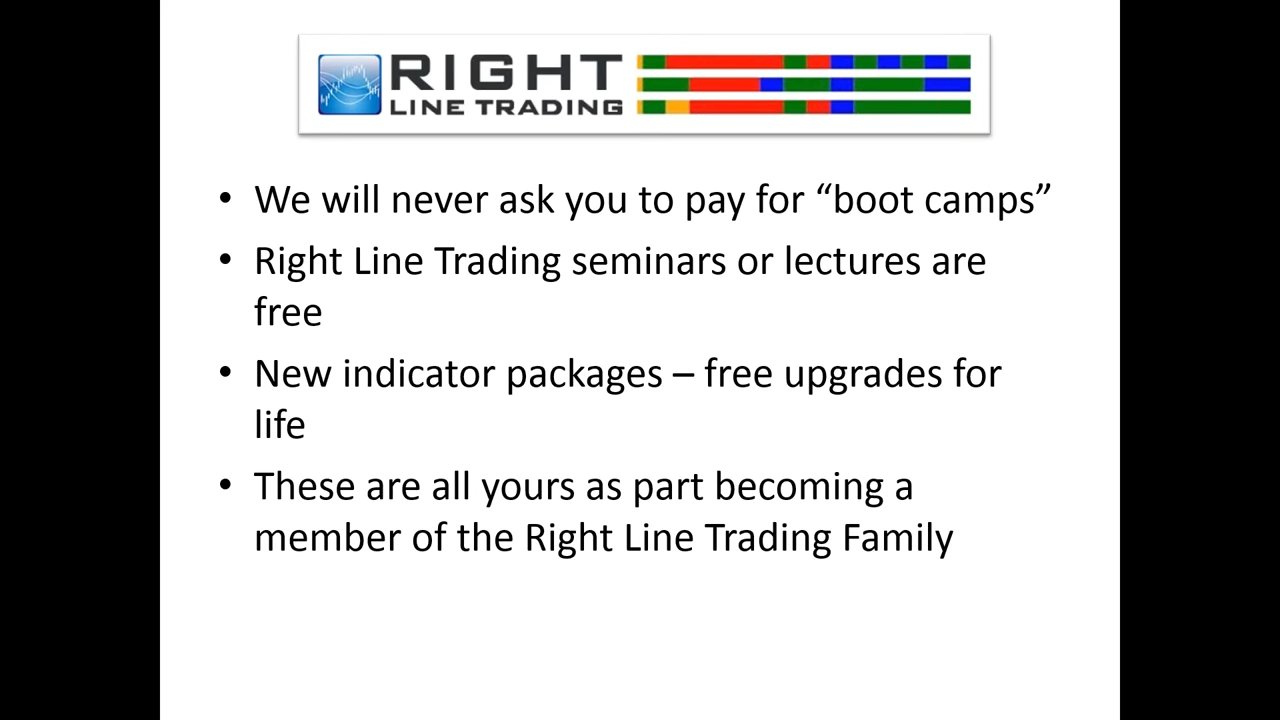 RIGHT
LINE TRADING
• We will never ask you to pay for “boot camps”
• Right Line Trading seminars or lectures are
free
• New indicator packages – free upgrades for
life
• These are all yours as part becoming a
member of the Right Line Trading Family